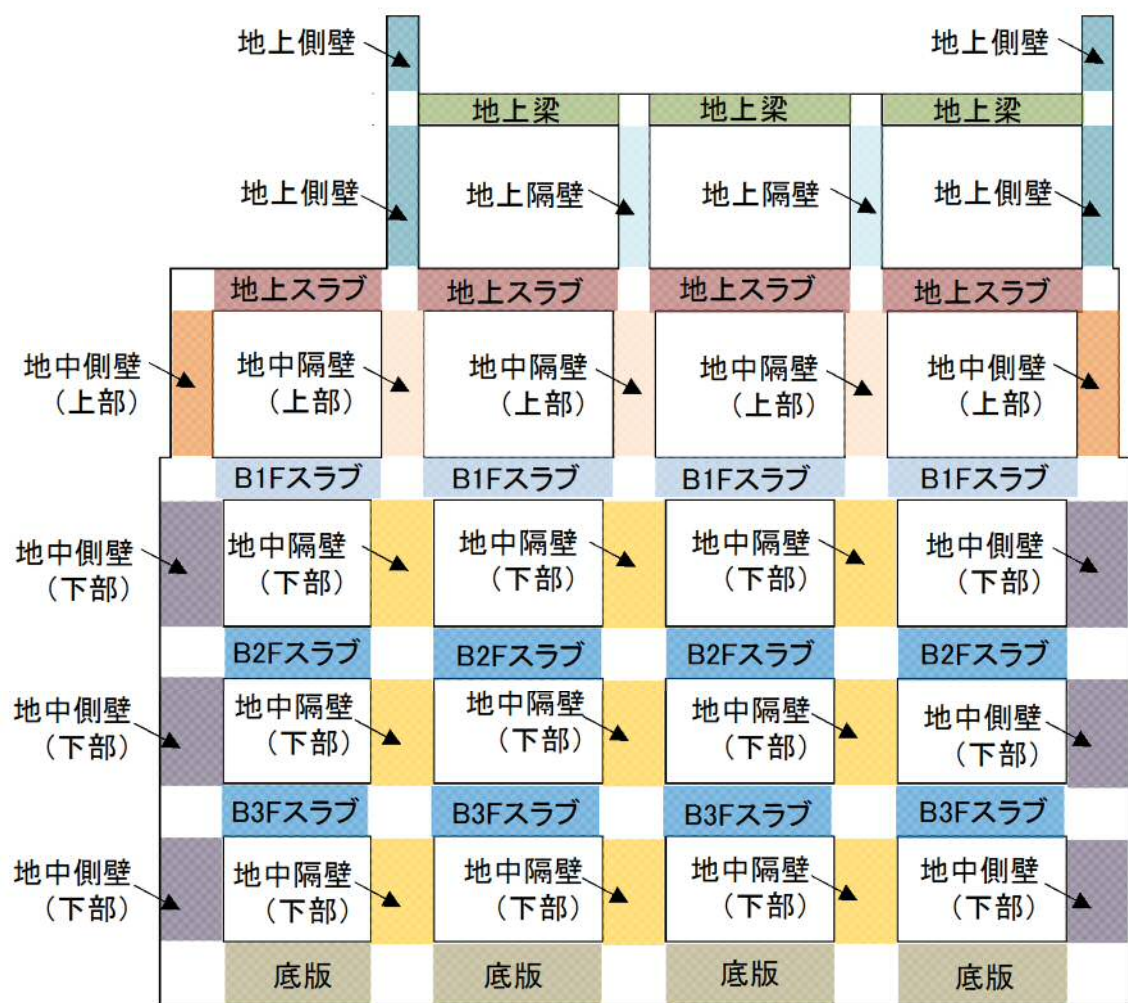 地上側壁
地上側壁
地上梁
地上梁
地上梁
地上側壁
地上隔壁
地上隔壁
地上側壁
地上スラブ
地上スラブ
地上スラブ
地上スラブ
地中側壁
（上部）
地中隔壁
（上部）
地中隔壁
（上部）
地中隔壁
（上部）
地中側壁
（上部）
B1Fスラブ
B1Fスラブ
B1Fスラブ
B1Fスラブ
地中側壁
（下部）
地中隔壁
（下部）
地中隔壁
（下部）
地中隔壁
（下部）
地中側壁
（下部）
B2Fスラブ
B2Fスラブ
B2Fスラブ
B2Fスラブ
地中側壁
（下部）
地中隔壁
（下部）
地中隔壁
（下部）
地中隔壁
（下部）
地中側壁
（下部）
B3Fスラブ
B3Fスラブ
B3Fスラブ
B3Fスラブ
地中側壁
（下部）
地中隔壁
（下部）
地中隔壁
（下部）
地中隔壁
（下部）
地中側壁
（下部）
底版
底版
底版
底版